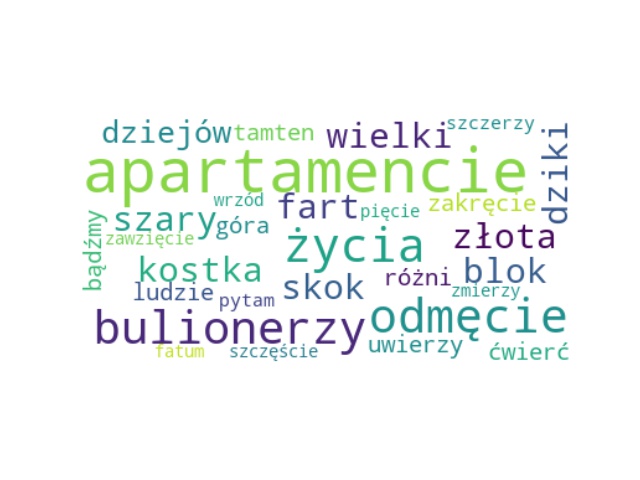 dziejów tamten wielki szczerzy
apartamencie dziki
wrzód fart pięcie zakręcie
bądźmy szary góra
zawzięcie życia złota
kostka skok różni blok
ludzie pytam zmierzy
bulionerzy odmęcie
fatum szczęście uwierzy ćwierć